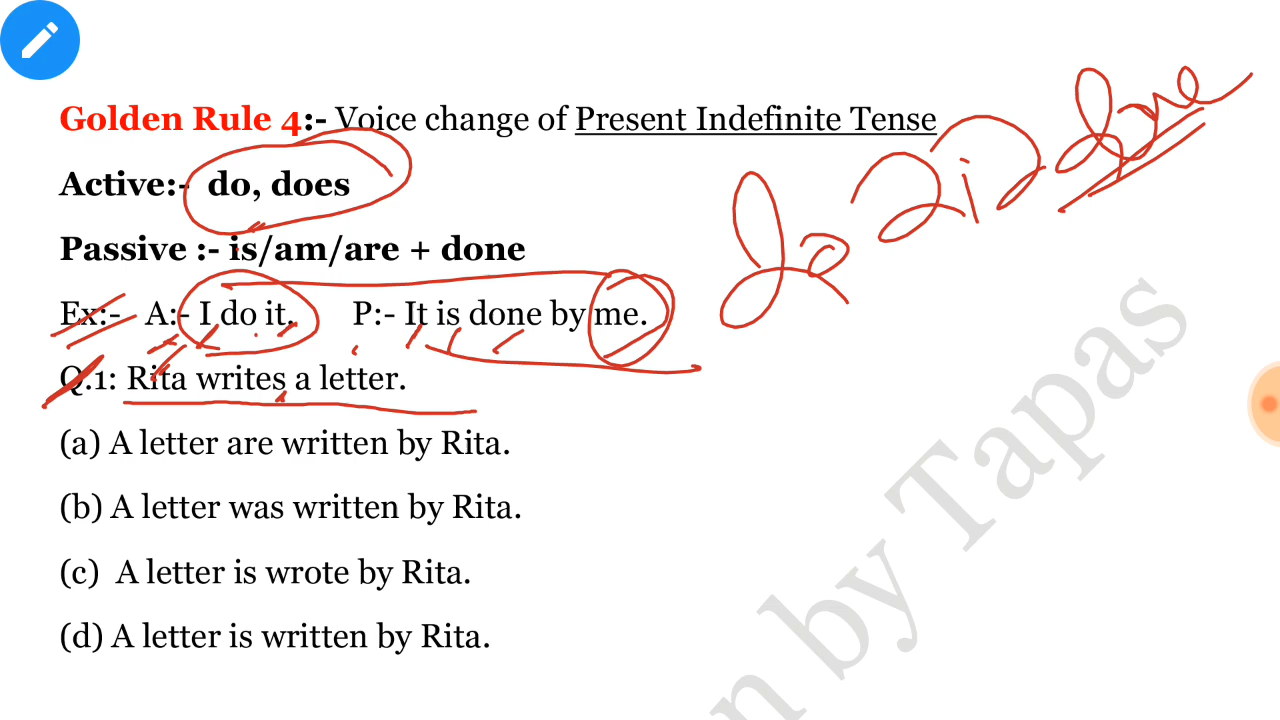 Golden Rule 4:- Voice change of Present Indefinite Tense
Active:- do, does
Passive :- is/am/are + done
Ex:- A:- I do it. P:- It is done by me.
Q.1: Rita writes a letter.
(a) A letter are written by Rita.
(b) A letter was written by Rita.
(c) A letter is wrote by Rita.
(d) A letter is written by Rita.
n by Tapas